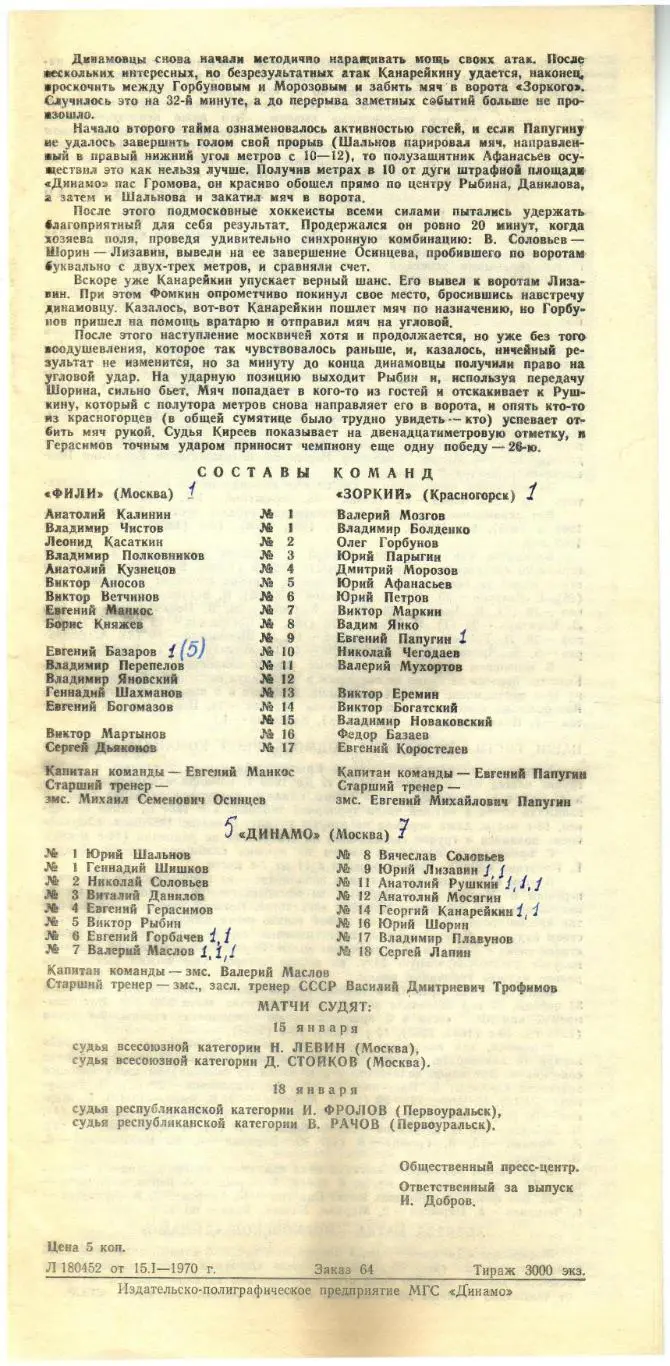 Динамовцы снова начали методично наращивать мощь своих атак. После
нескольких интересных, но безрезультатных атак Канарейкину удается, наконец,
проскочить между Горбуновым и Морозовым и забить мяч в ворота «Зоркого».
Случилось это на 32-й минуте, а до перерыва заметных событий больше не про-
изошло.
Начало второго тайма ознаменовалось активностью гостей, и если Папугину
не удалось завершить голом свой прорыв (Шальнов парировал мяч, направлен-
ный в правый нижний угол метров с 10—12), то полузащитник Афанасьев осу-
ществил это как нельзя лучше. Получив метрах в 10 от дуги штрафной площади
«Динамо» пас Громова, он красиво обошел прямо по центру Рыбина, Данилова,
а затем и Шальнова и закатил мяч в ворота.
После этого подмосковные хоккеисты всеми силами пытались удержать
благоприятный для себя результат. Продержался он ровно 20 минут, когда
хозяева поля, проведя удивительно синхронную комбинацию: В. Соловьев —
Шорин — Лизавин, вывели на ее завершение Осинцева, пробившего по воротам
буквально с двух-трех метров, и сравняли счет.
Вскоре уже Канарейкин упускает верный шанс. Его вывел к воротам Лиза-
вин. При этом Фомкин опрометчиво покинул свое место, бросившись навстречу
динамовцу. Казалось, вот-вот Канарейкин пошлет мяч по назначению, но Горбу-
нов пришел на помощь вратарю и отправил мяч на угловой.
После этого наступление москвичей хотя и продолжается, но уже без того
воодушевления, которое так чувствовалось раньше, и, казалось, ничейный ре-
зультат не изменится, но за минуту до конца динамовцы получили право на
угловой удар. На ударную позицию выходит Рыбин и, используя передачу
Шорина, сильно бьет. Мяч попадает в кого-то из гостей и отскакивает к Руш-
кину, который с полутора метров снова направляет его в ворота, и опять кто-то
из красногорцев (в общей сумятице было трудно увидеть — кто) успевает от-
бить мяч рукой. Судья Киреев показывает на двенадцатиметровую отметку, и
Герасимов точным ударом приносит чемпиону еще одну победу — 26-ю.
СОСТАВЫ КОМАНД
«ФИЛИ» (Москва) 1 «ЗОРКИЙ» (Красногорск) 1
Анатолий Калинин № 1 Валерий Мозгов
Владимир Чистов № 1 Владимир Болденко
Леонид Касаткин № 2 Олег Горбунов
Владимир Полковников № 3 Юрий Парыгин
Анатолий Кузнецов № 4 Дмитрий Морозов
Виктор Аносов № 5 Юрий Афанасьев
Виктор Ветчинов № 6 Юрий Петров
Евгений Манкос № 7 Виктор Маркин
Борис Княжев № 8 Вадим Янко
№ 9 Евгений Папугин 1
Евгений Базаров 1 (5) № 10 Николай Чегодаев
Владимир Перепелов № 11 Валерий Мухортов
Владимир Яновский № 12
Геннадий Шахманов № 13 Виктор Еремин
Евгений Богомазов № 14 Виктор Богатский
№ 15 Владимир Новаковский
Виктор Мартынов № 16 Федор Базаев
Сергей Дьяконов № 17 Евгений Коростелев
Капитан команды — Евгений Манкос Капитан команды — Евгений Папугин
Старший тренер — Старший тренер —
змс. Михаил Семенович Осинцев змс. Евгений Михайлович Папугин
5 «ДИНАМО» (Москва) 7
№ 1 Юрий Шальнов № 8 Вячеслав Соловьев
№ 1 Геннадий Шишков № 9 Юрий Лизавин 1,1
№ 2 Николай Соловьев № 11 Анатолий Рушкин 1,1,1
№ 3 Виталий Данилов № 12 Анатолий Мосягин
№ 4 Евгений Герасимов № 14 Георгий Канарейкин 1,1
№ 5 Виктор Рыбин № 16 Юрий Шорин
№ 6 Евгений Горбачев 1,1 № 17 Владимир Плавунов
№ 7 Валерий Маслов 1,1,1 № 18 Сергей Лапин
Капитан команды — змс. Валерий Маслов
Старший тренер — змс., засл. тренер СССР Василий Дмитриевич Трофимов
МАТЧИ СУДЯТ:
15 января
судья всесоюзной категории Н. ЛЕВИН (Москва),
судья всесоюзной категории Д. СТОЙКОВ (Москва).
18 января
судья республиканской категории И. ФРОЛОВ (Первоуральск),
судья республиканской категории В. РАЧОВ (Первоуральск).
Общественный пресс-центр.
Ответственный за выпуск
И. Добров.
Цена 5 коп.
Л 180452 от 15.I—1970 г. Заказ 64 Тираж 3000 экз.
Издательско-полиграфическое предприятие МГС «Динамо»